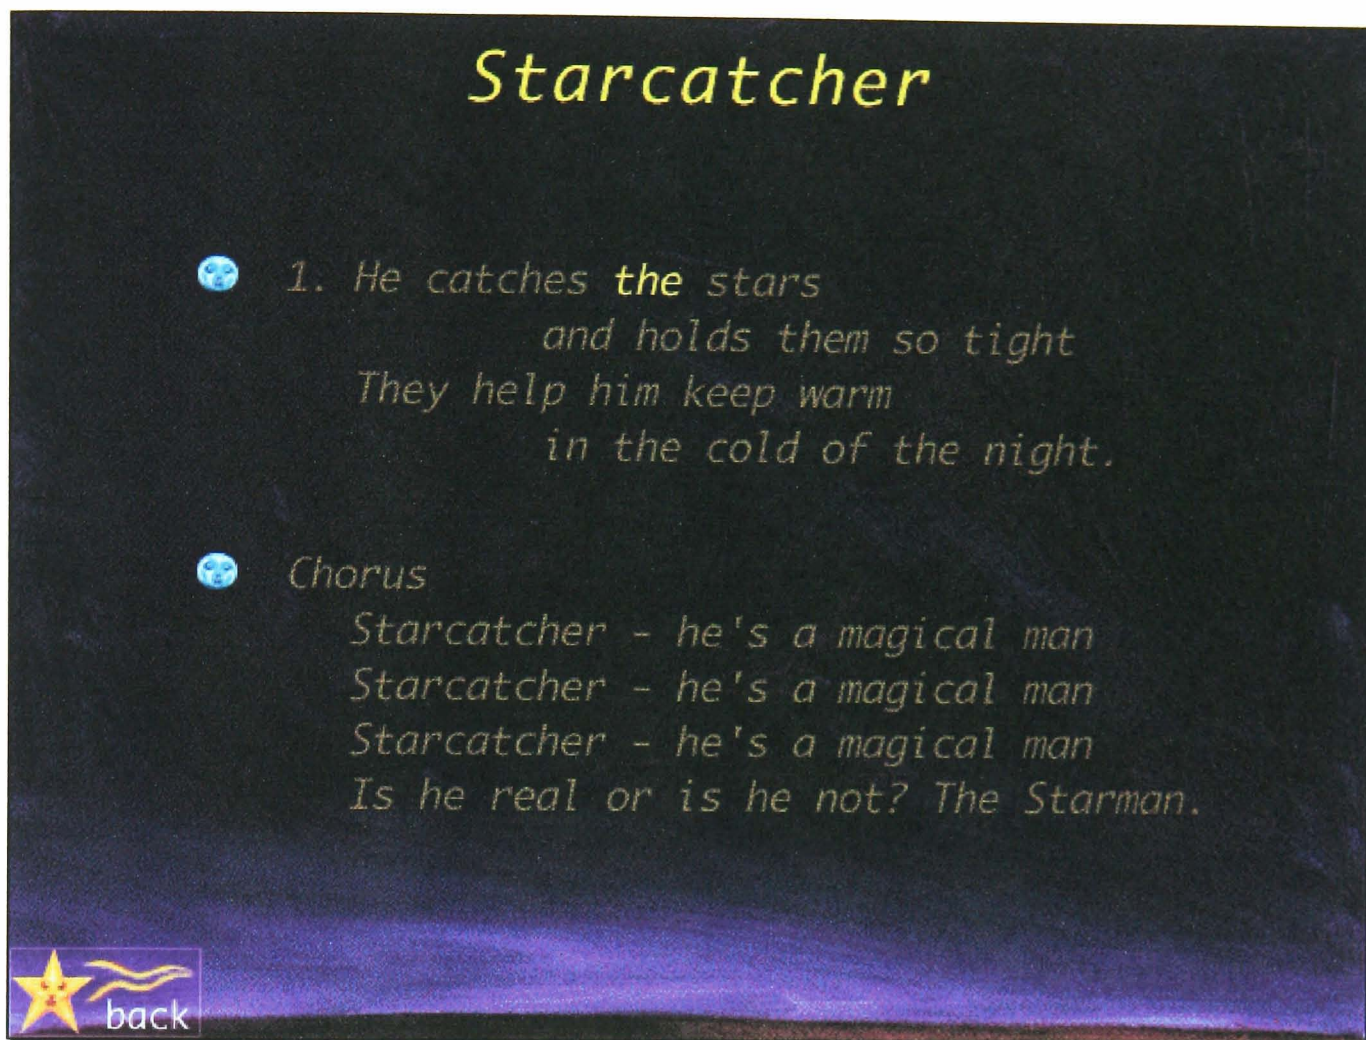 Starcatcher
1. He catches the stars
and holds them so tight
They help him keep warm
in the cold of the night.
Chorus
Starcatcher - he's a magical man
Starcatcher - he's a magical man
Starcatcher - he's a magical man
Is he real or is he not? The Starman.
back